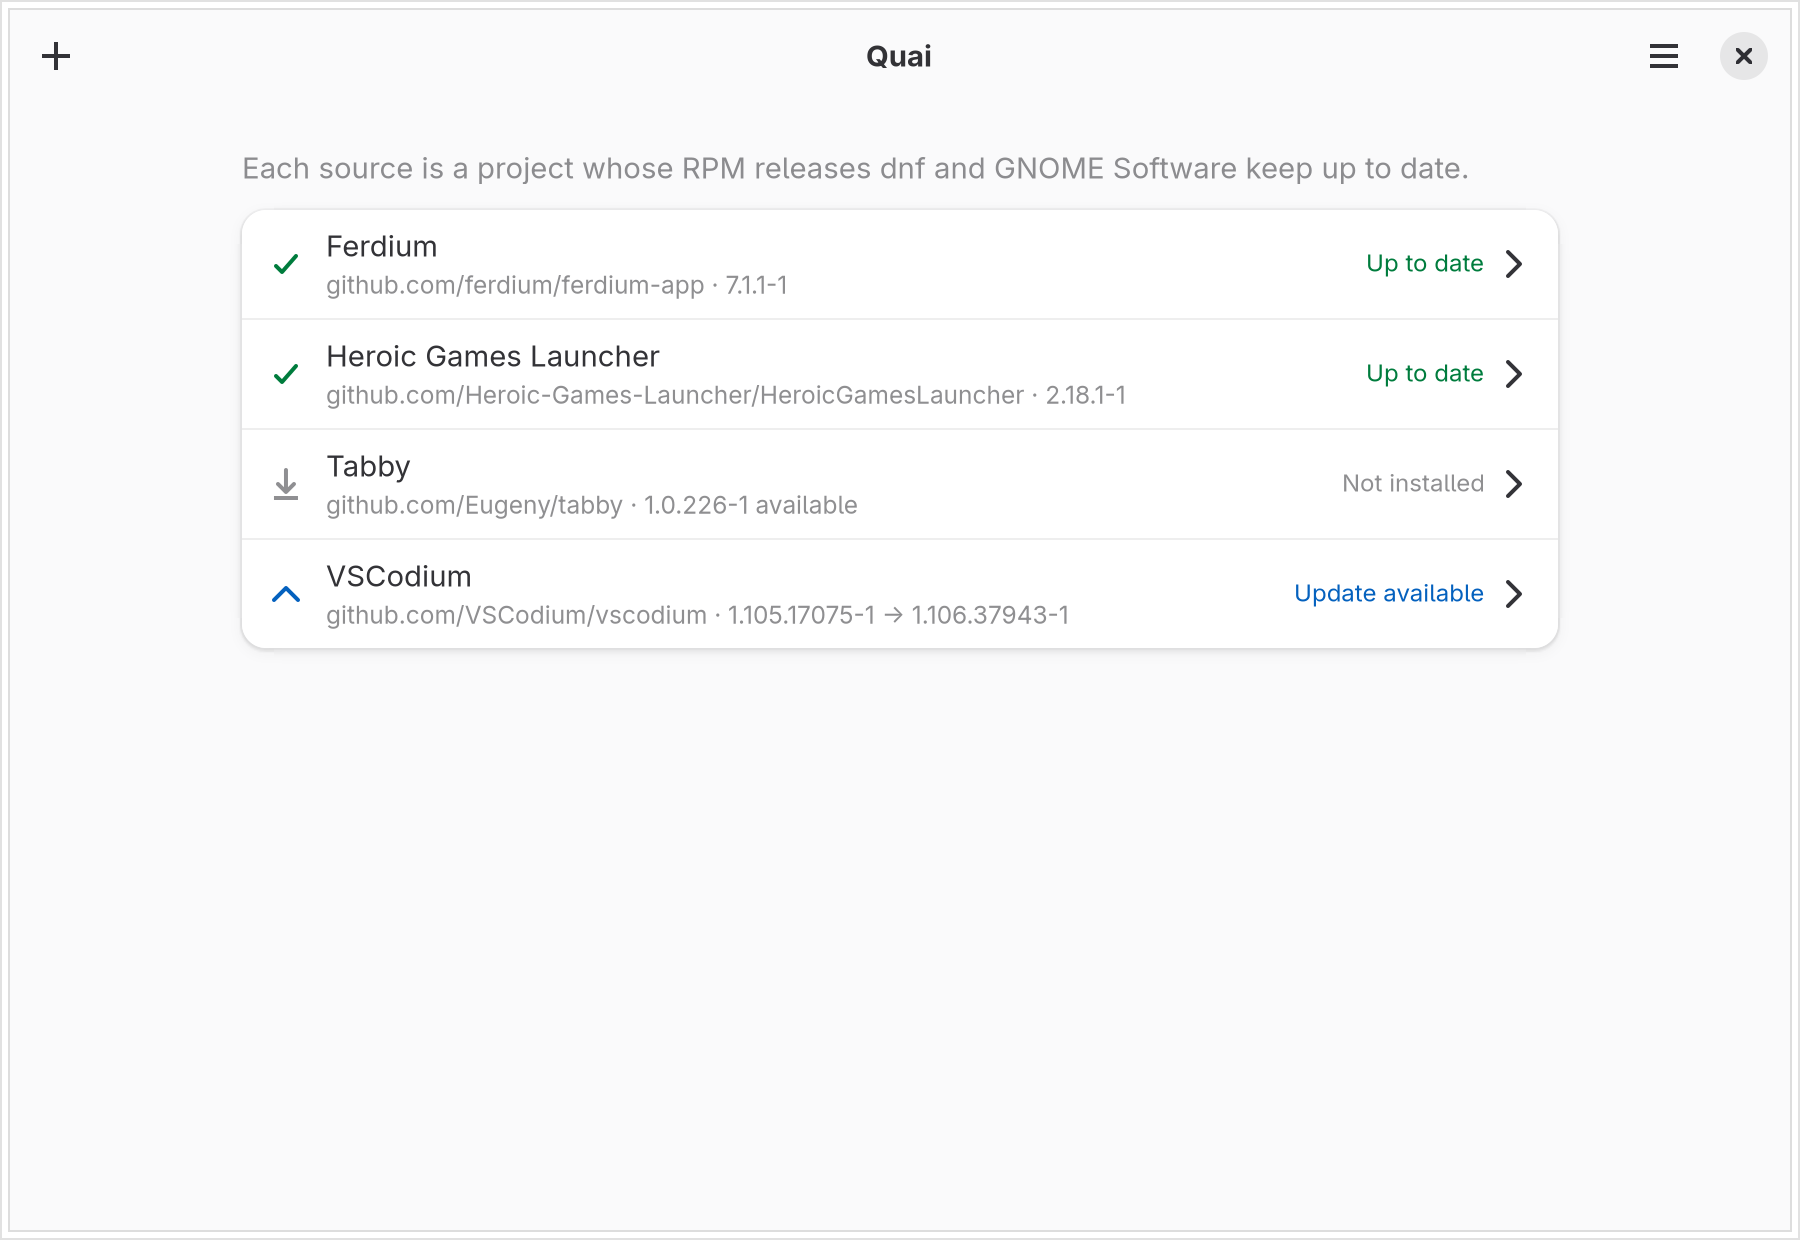 Quai
Each source is a project whose RPM releases dnf and GNOME Software keep up to date.
Ferdium
github.com/ferdium/ferdium-app · 7.1.1-1
Up to date
Heroic Games Launcher
github.com/Heroic-Games-Launcher/HeroicGamesLauncher · 2.18.1-1
Up to date
Tabby
github.com/Eugeny/tabby · 1.0.226-1 available
Not installed
VSCodium
github.com/VSCodium/vscodium · 1.105.17075-1 → 1.106.37943-1
Update available